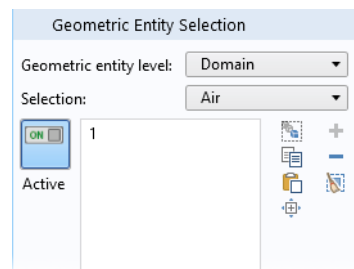 Geometric Entity Selection
Geometric entity level: Domain
Selection: Air
ON 1
Active